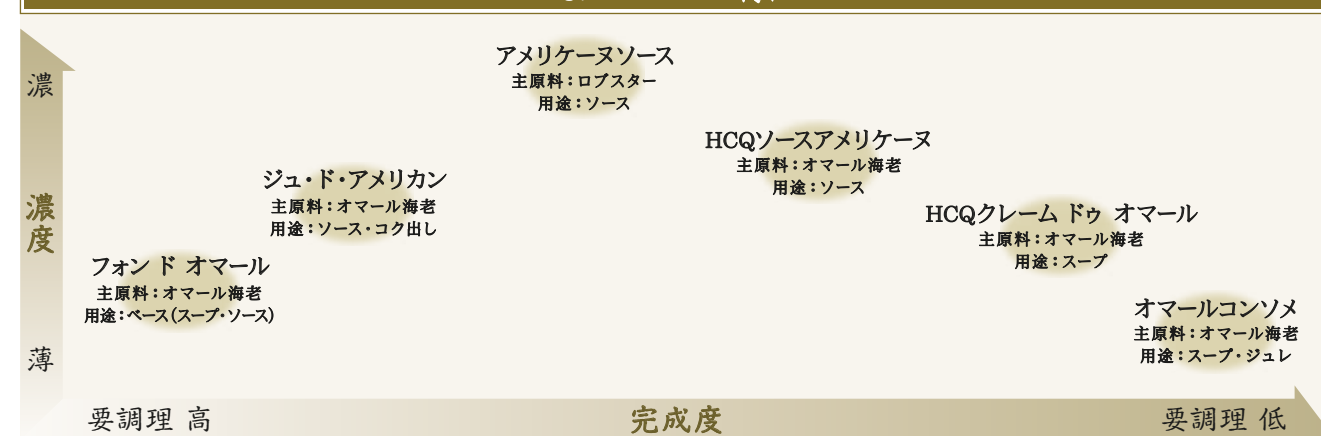 濃
濃度
薄
アメリケーヌソース
主原料：ロブスター
用途：ソース
HCQソースアメリケーヌ
主原料：オマール海老
用途：ソース
ジュ・ド・アメリカン
主原料：オマール海老
用途：ソース・コク出し
HCQクレーム ドゥ オマール
主原料：オマール海老
用途：スープ
フォン ド オマール
主原料：オマール海老
用途：ベース(スープ・ソース)
オマールコンソメ
主原料：オマール海老
用途：スープ・ジュレ
要調理 高
完成度
要調理 低